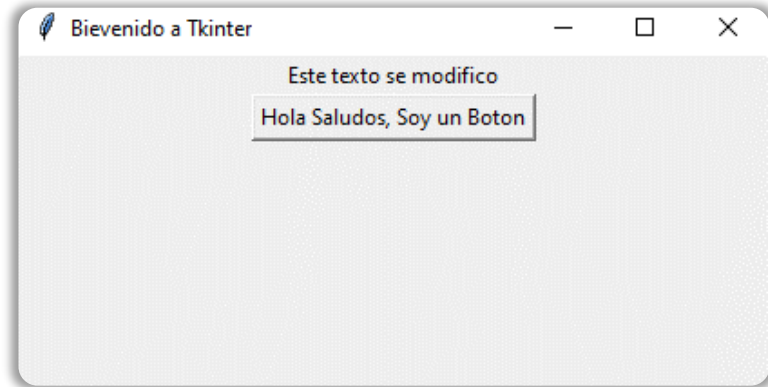 Bievenido a Tkinter
Este texto se modifico
Hola Saludos, Soy un Boton